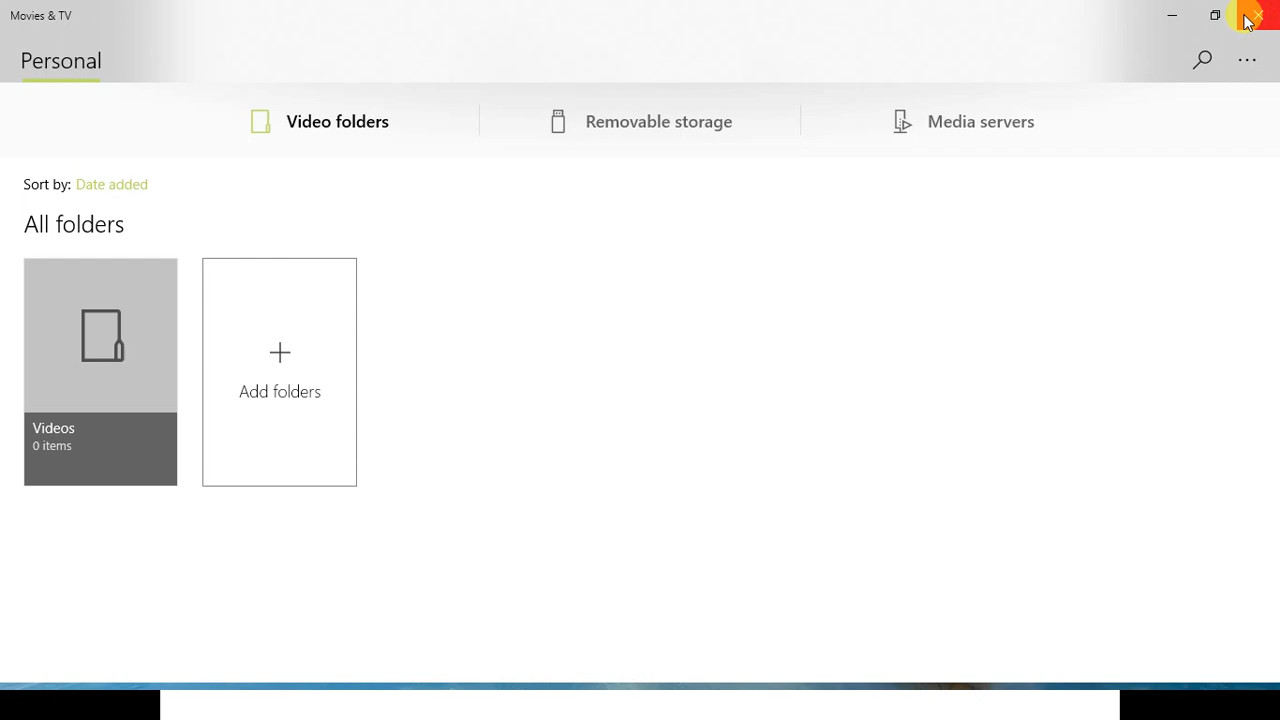 Movies & TV
Personal
Video folders
Removable storage
Media servers
Sort by: Date added
All folders
Add folders
Videos
0 items